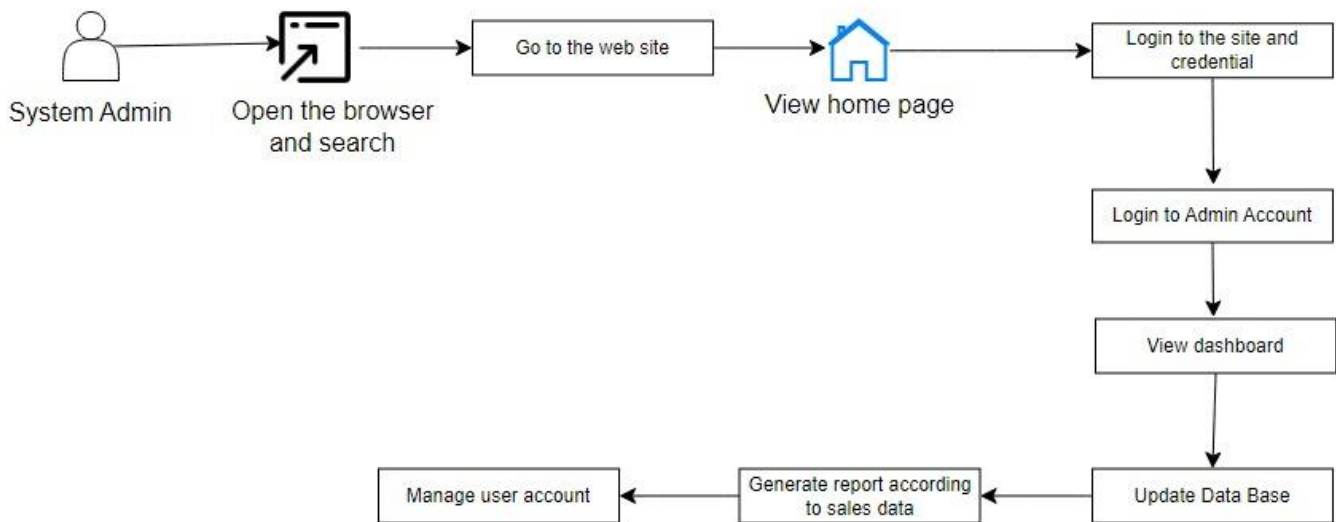 System Admin
Open the browser
and search
Go to the web site
View home page
Login to the site and
credential
Login to Admin Account
View dashboard
Update Data Base
Generate report according
to sales data
Manage user account